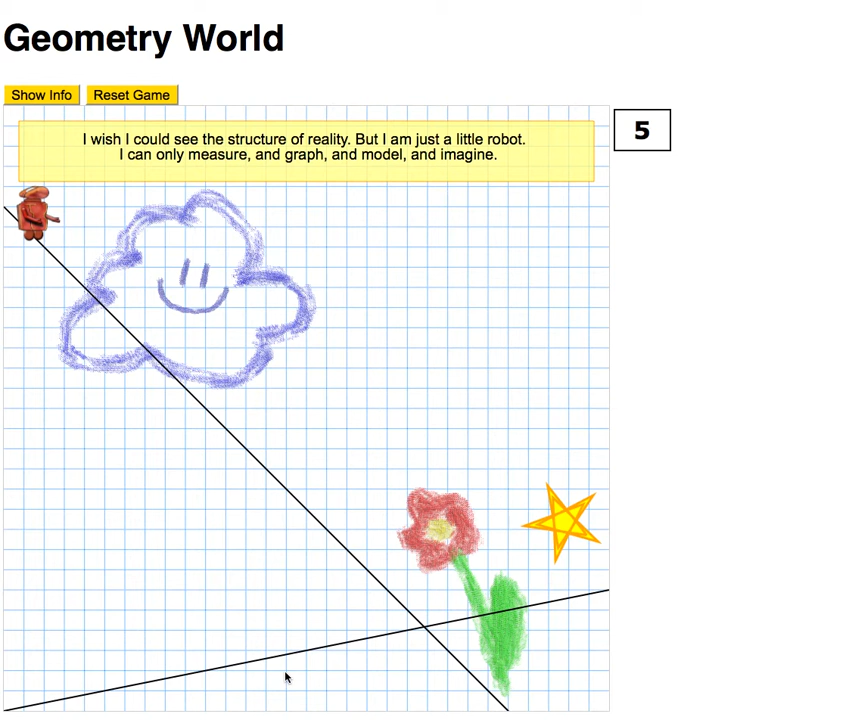 Geometry World
Show Info
Reset Game
5
I wish I could see the structure of reality. But I am just a little robot.
I can only measure, and graph, and model, and imagine.